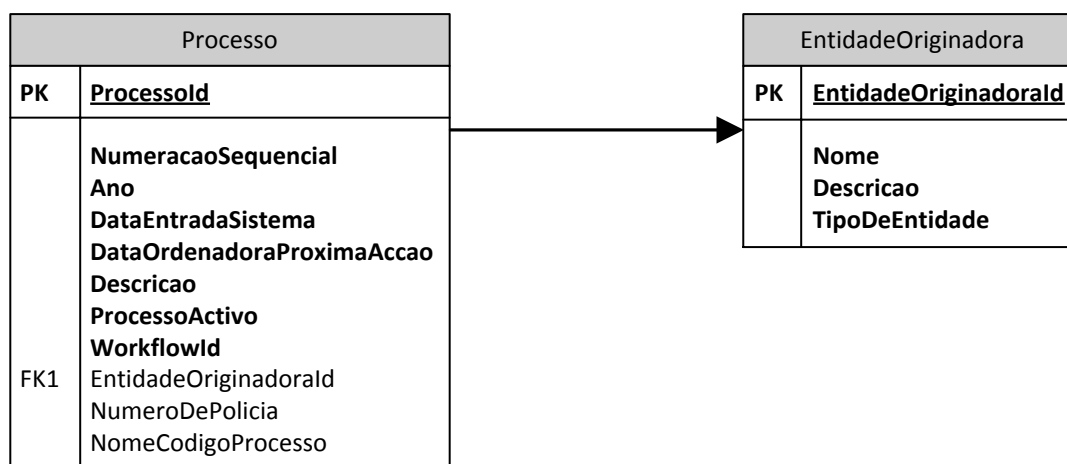 Processo
PK ProcessoId
NumeracaoSequencial
Ano
DataEntradaSistema
DataOrdenadoraProximaAccao
Descricao
ProcessoActivo
WorkflowId
FK1 EntidadeOriginadoraId
NumeroDePolicia
NomeCodigoProcesso
EntidadeOriginadora
PK EntidadeOriginadoraId
Nome
Descricao
TipoDeEntidade